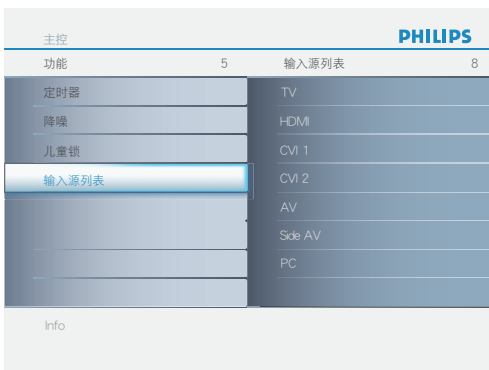 主控 PHILIPS
功能 5 输入源列表 8
定时器 TV
降噪 HDMI
儿童锁 CVI 1
输入源列表 CVI 2
AV
Side AV
PC
Info